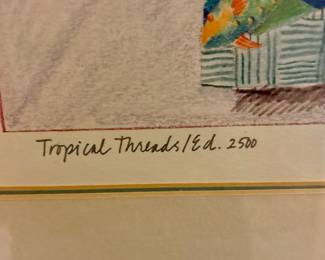 Tropical Threads/Ed. 2500